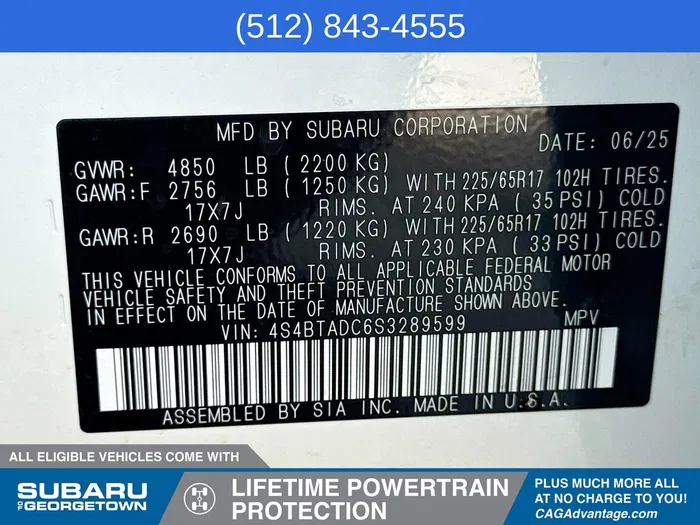 (512) 843-4555
MFD BY SUBARU CORPORATION DATE: 06/25
GVWR: 4850 LB (2200 KG)
GAWR:F 2756 LB (1250 KG) WITH 225/65R17 102H TIRES.
17X7J RIMS. AT 240 KPA (35 PSI) COLD
GAWR:R 2690 LB (1220 KG) WITH 225/65R17 102H TIRES.
17X7J RIMS. AT 230 KPA (33 PSI) COLD
THIS VEHICLE CONFORMS TO ALL APPLICABLE FEDERAL MOTOR
VEHICLE SAFETY AND THEFT PREVENTION STANDARDS
IN EFFECT ON THE DATE OF MANUFACTURE SHOWN ABOVE.
VIN: 4S4BTADC6S3289599 MPV
ASSEMBLED BY SIA INC. MADE IN U.S.A.
ALL ELIGIBLE VEHICLES COME WITH
SUBARU
OF GEORGETOWN
LIFETIME POWERTRAIN
PROTECTION
PLUS MUCH MORE ALL
AT NO CHARGE TO YOU!
CAGAdvantage.com